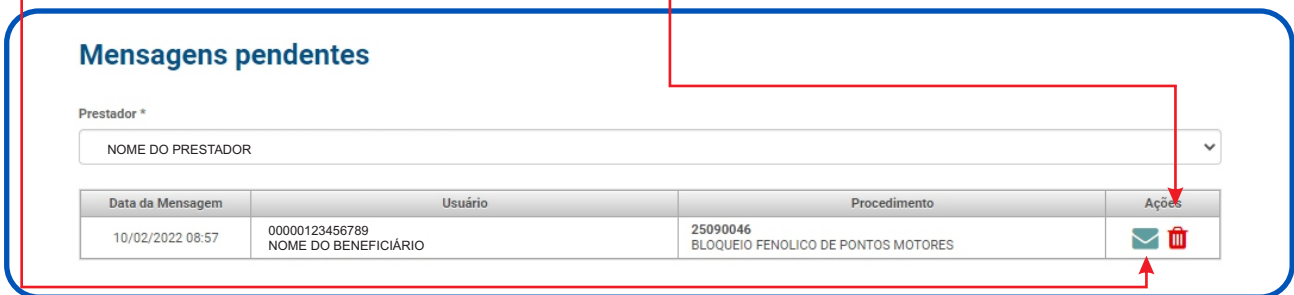 Mensagens pendentes
Prestador *
NOME DO PRESTADOR
Data da Mensagem Usuário Procedimento Ações
10/02/2022 08:57 00000123456789 25090046
NOME DO BENEFICIÁRIO BLOQUEIO FENOLICO DE PONTOS MOTORES